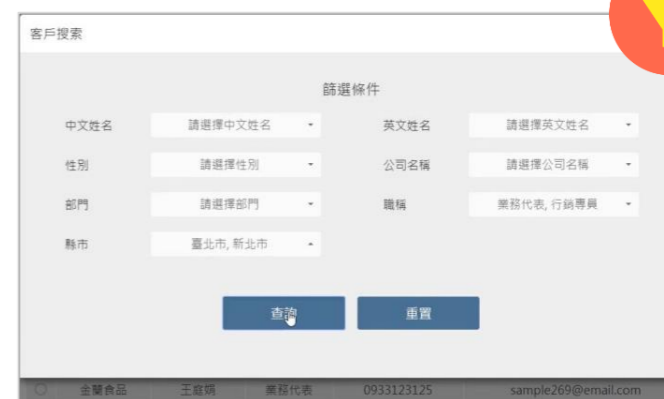 客戶搜索
篩選條件
中文姓名 請選擇中文姓名 英文姓名 請選擇英文姓名
性別 請選擇性別 公司名稱 請選擇公司名稱
部門 請選擇部門 職稱 業務代表, 行銷專員
縣市 臺北市, 新北市
查詢 重置
金蘭食品 業務代表 0933123125 sample269@email.com